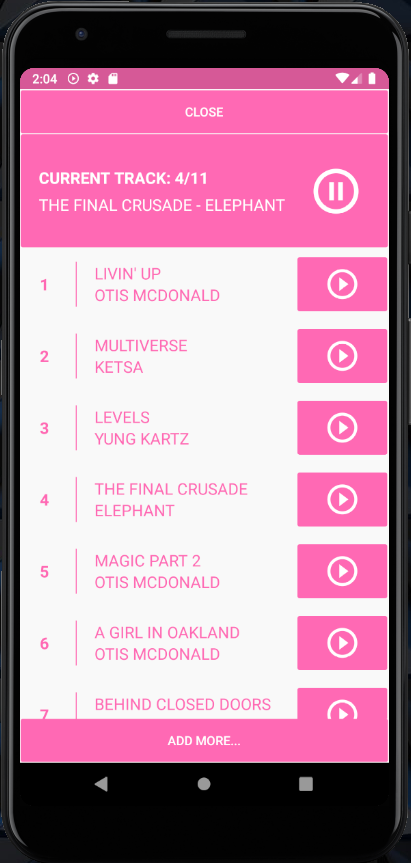 2:04
CLOSE
CURRENT TRACK: 4/11
THE FINAL CRUSADE - ELEPHANT
1
LIVIN' UP
OTIS MCDONALD
2
MULTIVERSE
KETSA
3
LEVELS
YUNG KARTZ
4
THE FINAL CRUSADE
ELEPHANT
5
MAGIC PART 2
OTIS MCDONALD
6
A GIRL IN OAKLAND
OTIS MCDONALD
7
BEHIND CLOSED DOORS
ADD MORE...